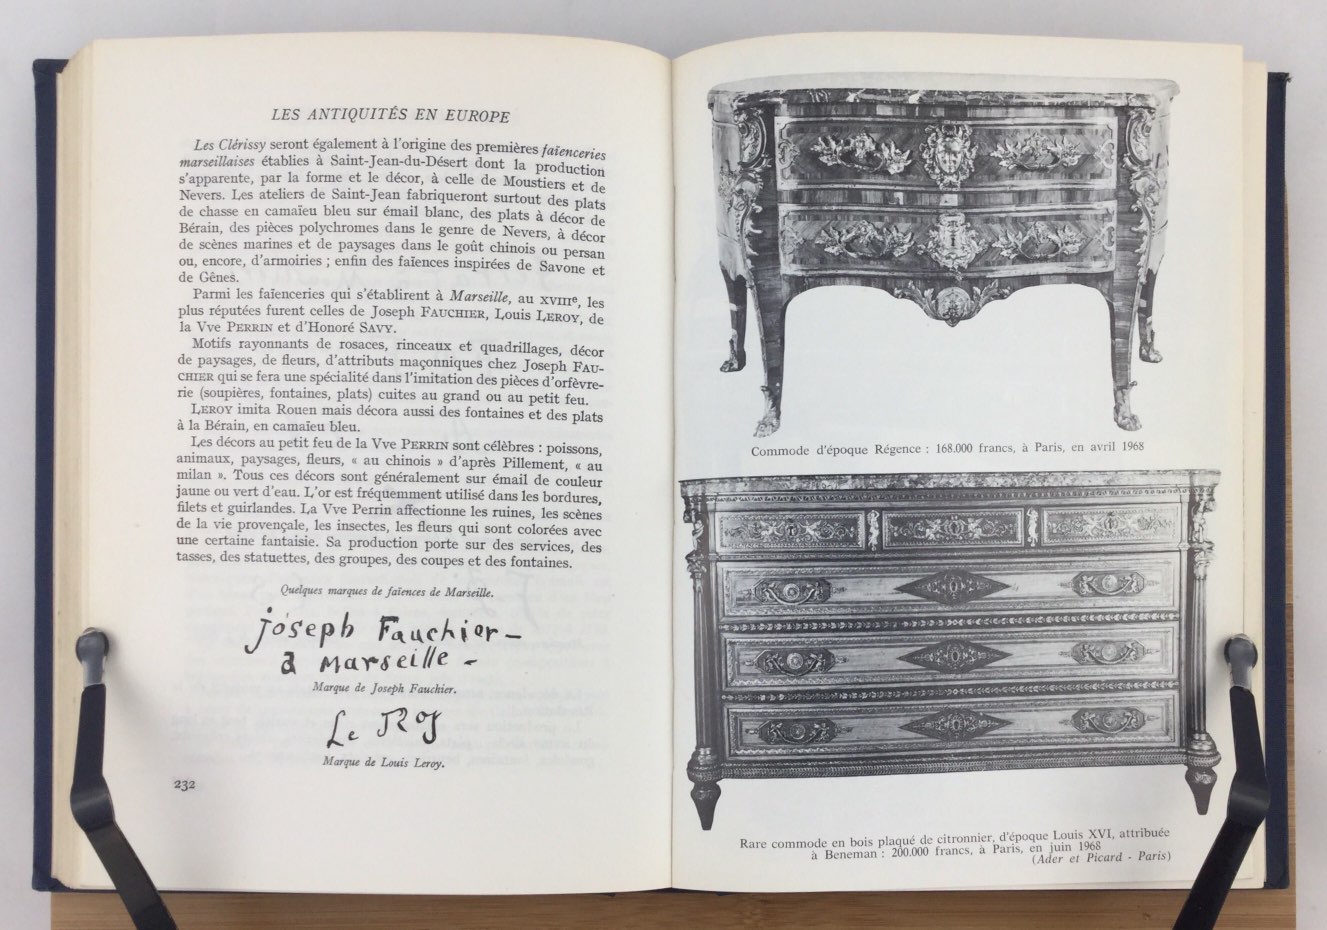 LES ANTIQUITÉS EN EUROPE
Les Clérissy seront également à l'origine des premières faïenceries
marseillaises établies à Saint-Jean-du-Désert dont la production
s'apparente, par la forme et le décor, à celle de Moustiers et de
Nevers. Les ateliers de Saint-Jean fabriqueront surtout des plats
de chasse en camaïeu bleu sur émail blanc, des plats à décor de
Bérain, des pièces polychromes dans le genre de Nevers, à décor
de scènes marines et de paysages dans le goût chinois ou persan
ou, encore, d'armoiries ; enfin des faïences inspirées de Savone et
de Gênes.
Parmi les faïenceries qui s'établirent à Marseille, au XVIIIe, les
plus réputées furent celles de Joseph FAUCHIER, Louis LEROY, de
la Vve PERRIN et d'Honoré SAVY.
Motifs rayonnants de rosaces, rinceaux et quadrillages, décor
de paysages, de fleurs, d'attributs maçonniques chez Joseph FAU-
CHIER qui se fera une spécialité dans l'imitation des pièces d'orfèvre-
rie (soupières, fontaines, plats) cuites au grand ou au petit feu.
LEROY imita Rouen mais décora aussi des fontaines et des plats
à la Bérain, en camaïeu bleu.
Les décors au petit feu de la Vve PERRIN sont célèbres : poissons,
animaux, paysages, fleurs, « au chinois » d'après Pillement, « au
milan ». Tous ces décors sont généralement sur émail de couleur
jaune ou vert d'eau. L'or est fréquemment utilisé dans les bordures,
filets et guirlandes. La Vve Perrin affectionne les ruines, les scènes
de la vie provençale, les insectes, les fleurs qui sont colorées avec
une certaine fantaisie. Sa production porte sur des services, des
tasses, des statuettes, des groupes, des coupes et des fontaines.
Quelques marques de faïences de Marseille.
joseph Fauchier –
a Marseille –
Marque de Joseph Fauchier.
Le Roy
Marque de Louis Leroy.
232
Commode d'époque Régence : 168.000 francs, à Paris, en avril 1968
Rare commode en bois plaqué de citronnier, d'époque Louis XVI, attribuée
à Beneman : 200.000 francs, à Paris, en juin 1968
(Ader et Picard - Paris)